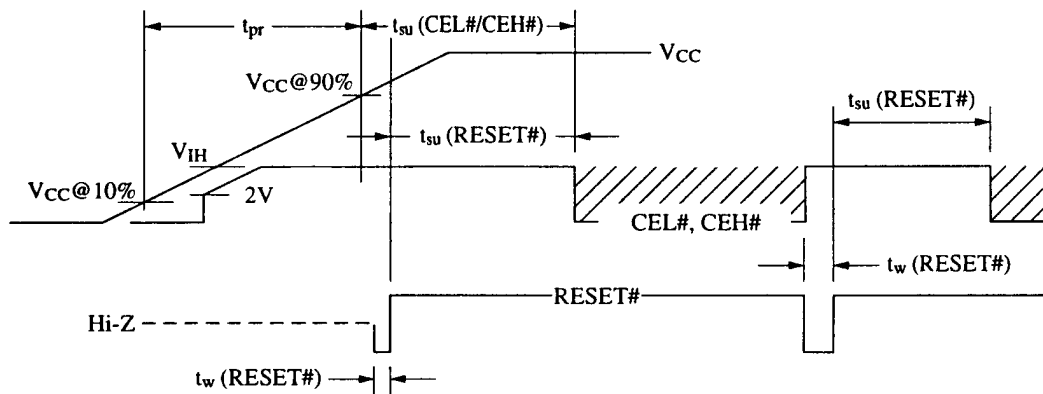 tpr
tsu (CEL#/CEH#)
VCC
VCC@90%
tsu (RESET#)
tsu (RESET#)
VIH
VCC@10%
2V
CEL#, CEH#
tw (RESET#)
RESET#
Hi-Z
tw (RESET#)